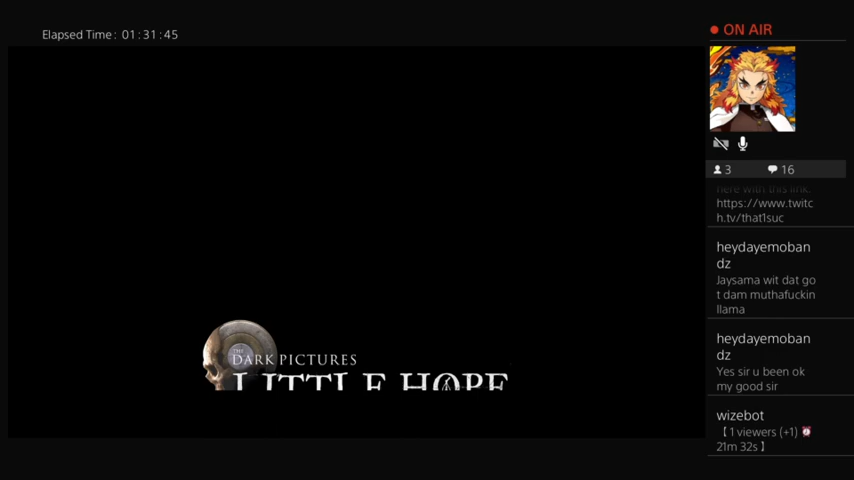 Elapsed Time: 01:31:45
ON AIR
3
16
here with this link.
https://www.twitc
h.tv/that1suc
heydayemoban
dz
Jaysama wit dat go
t dam muthafuckin
llama
heydayemoban
dz
Yes sir u been ok
my good sir
wizebot
【 1 viewers (+1) ⏰
21m 32s 】
THE
DARK PICTURES
LITTLE HOPE